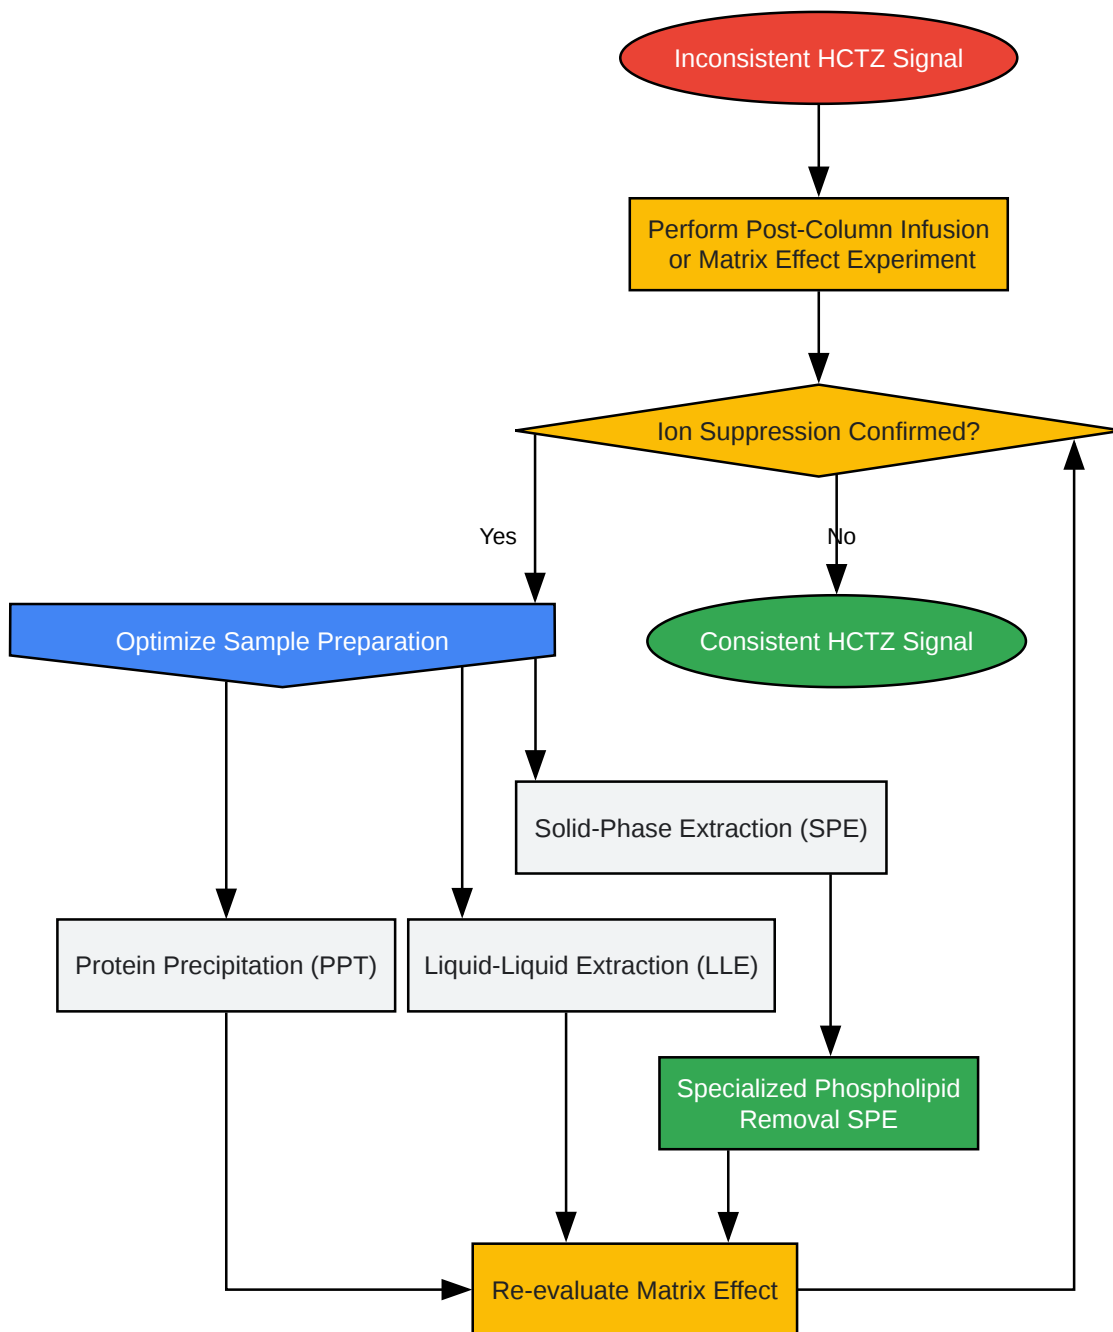 Inconsistent HCTZ Signal
Perform Post-Column Infusion
or Matrix Effect Experiment
Ion Suppression Confirmed?
Yes
No
Optimize Sample Preparation
Consistent HCTZ Signal
Solid-Phase Extraction (SPE)
Protein Precipitation (PPT)
Liquid-Liquid Extraction (LLE)
Specialized Phospholipid
Removal SPE
Re-evaluate Matrix Effect